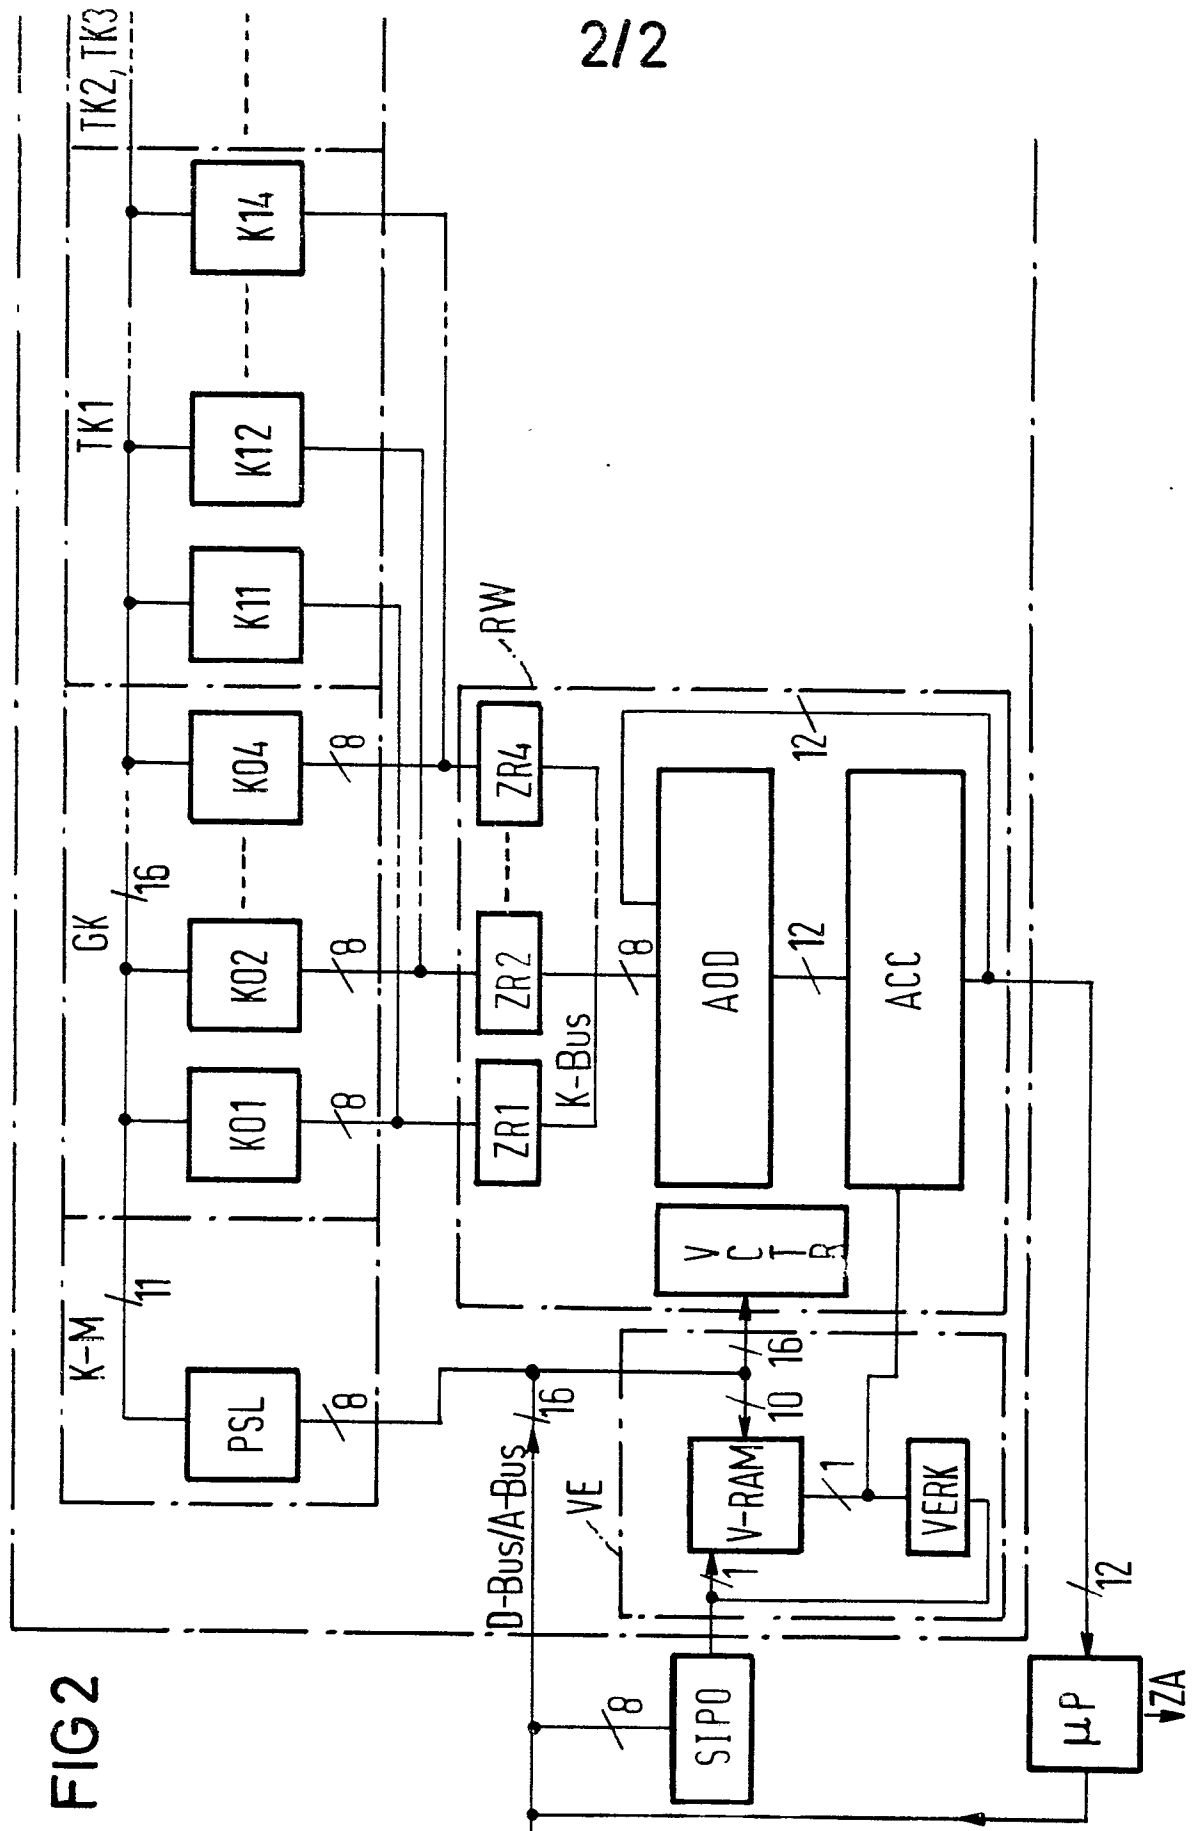 2/2
FIG 2
K-M
GK
TK1
TK2, TK3
11
16
PSL
K01
K02
K04
K11
K12
K14
8
8
8
8
RW
ZR1
ZR2
ZR4
K-Bus
8
D-Bus/A-Bus
16
VCTR
AOD
12
12
ACC
16
10
VE
V-RAM
1
1
VERK
8
SIPO
12
µP
ZA